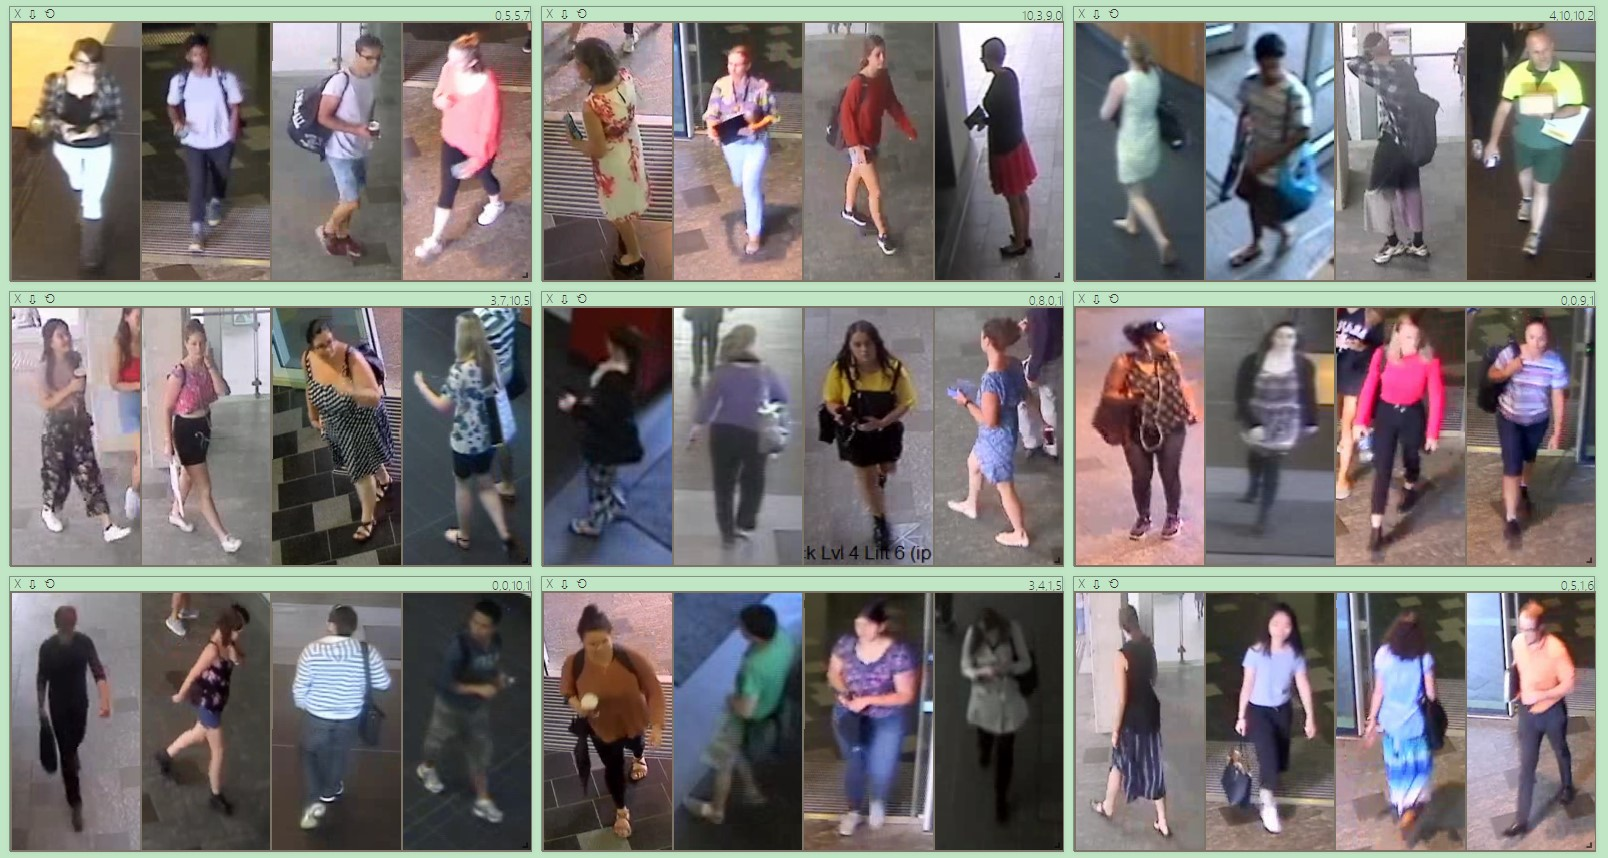 X 0,5,5,7
X 10,3,9,0
X 4,10,10,2
X 3,7,10,5
X 0,8,0,1
X 0,0,9,1
k Lvl 4 Lift 6 (ip
X 0,0,10,1
X 3,4,1,5
X 0,5,1,6